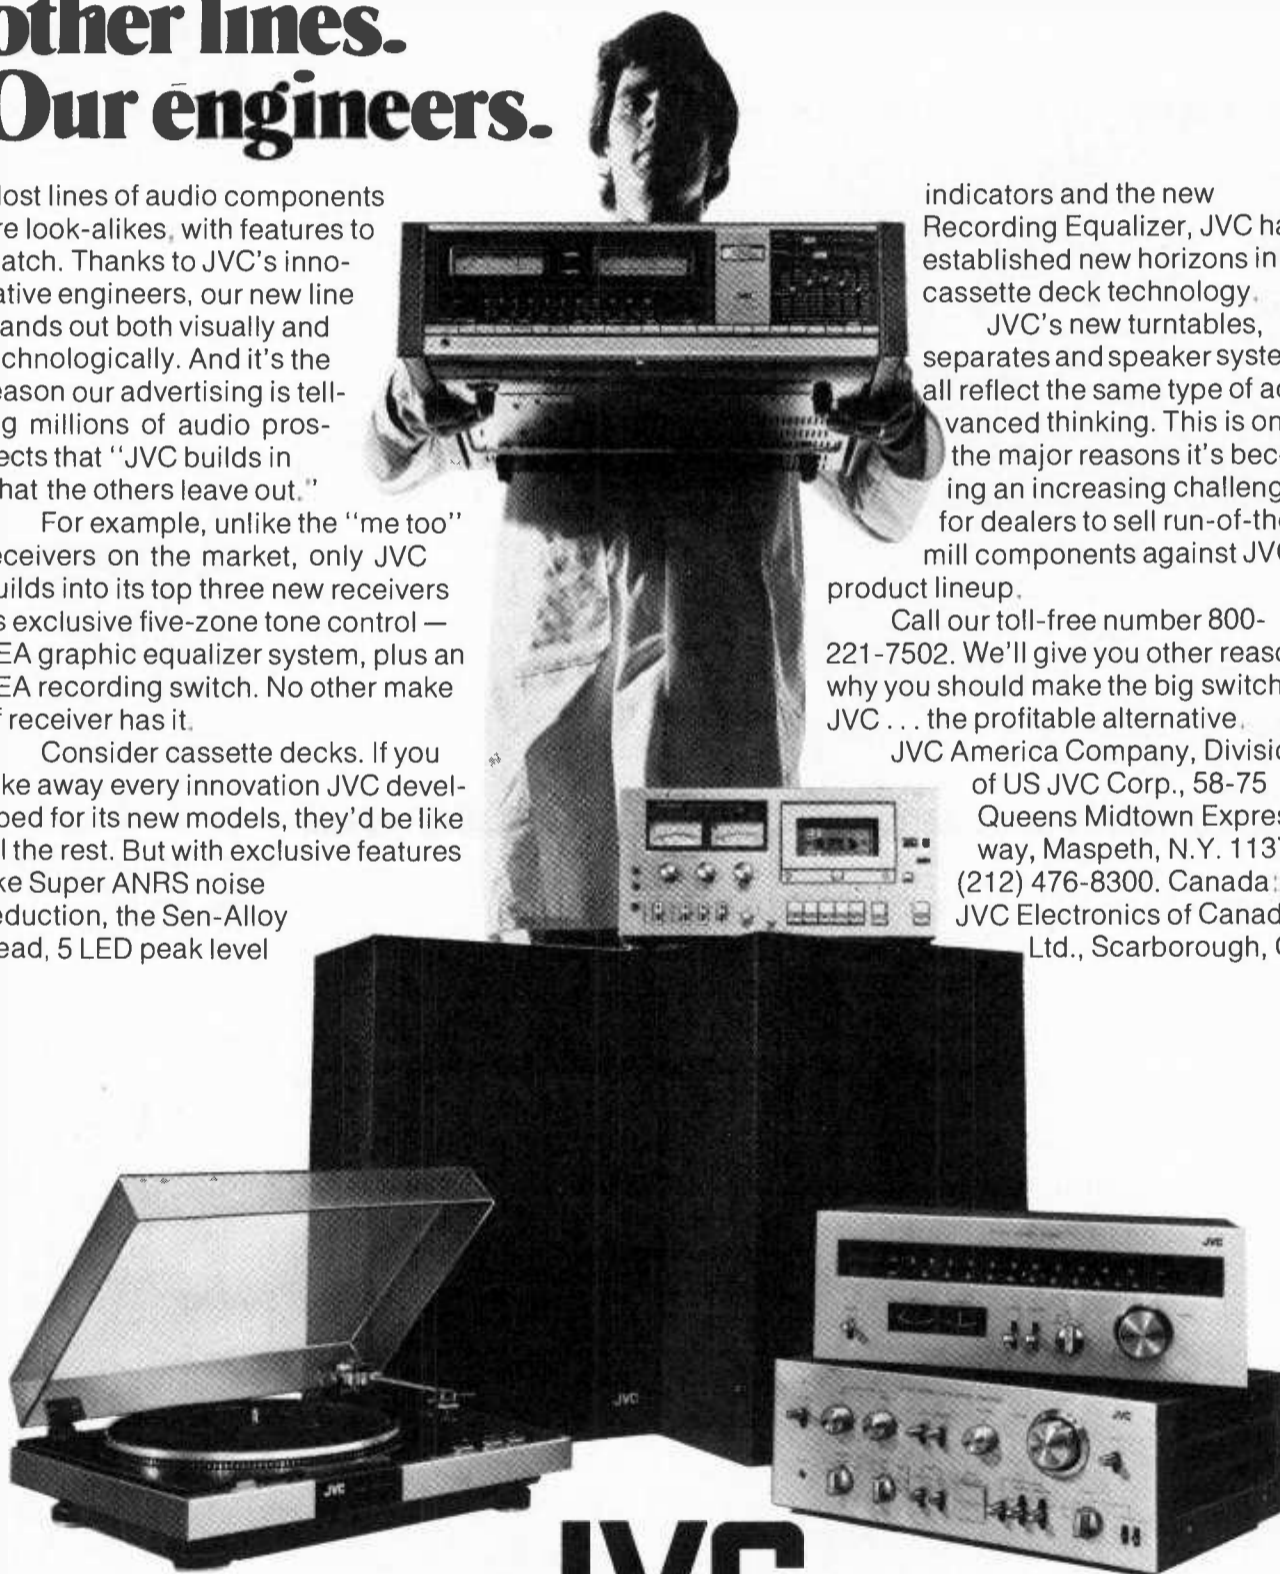 other lines.
Our engineers.
lost lines of audio components
re look-alikes, with features to
atch. Thanks to JVC's inno-
ative engineers, our new line
ands out both visually and
chnologically. And it's the
eason our advertising is tell-
g millions of audio pros-
ects that "JVC builds in
hat the others leave out."
For example, unlike the "me too"
eceivers on the market, only JVC
uilds into its top three new receivers
s exclusive five-zone tone control —
EA graphic equalizer system, plus an
EA recording switch. No other make
f receiver has it.
Consider cassette decks. If you
ke away every innovation JVC devel-
ped for its new models, they'd be like
l the rest. But with exclusive features
ke Super ANRS noise
eduction, the Sen-Alloy
ead, 5 LED peak level
indicators and the new
Recording Equalizer, JVC ha
established new horizons in
cassette deck technology.
JVC's new turntables,
separates and speaker syste
all reflect the same type of ad
vanced thinking. This is on
the major reasons it's bec
ing an increasing challeng
for dealers to sell run-of-the
mill components against JVC
product lineup.
Call our toll-free number 800-
221-7502. We'll give you other reaso
why you should make the big switch
JVC . . . the profitable alternative.
JVC America Company, Divisio
of US JVC Corp., 58-75
Queens Midtown Expres
way, Maspeth, N.Y. 1137
(212) 476-8300. Canada:
JVC Electronics of Canad
Ltd., Scarborough, O
JVC
JVC
JVC
JVC
JVC